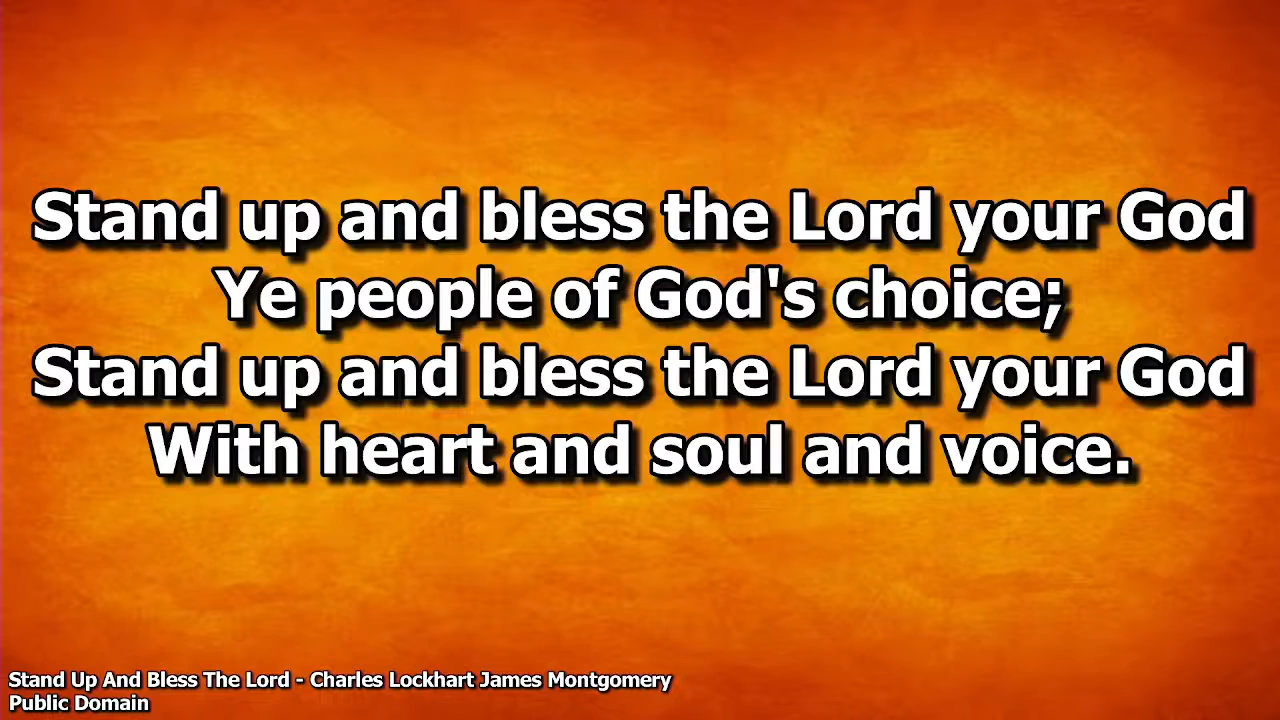 Stand up and bless the Lord your God
Ye people of God's choice;
Stand up and bless the Lord your God
With heart and soul and voice.
Stand Up And Bless The Lord - Charles Lockhart James Montgomery
Public Domain